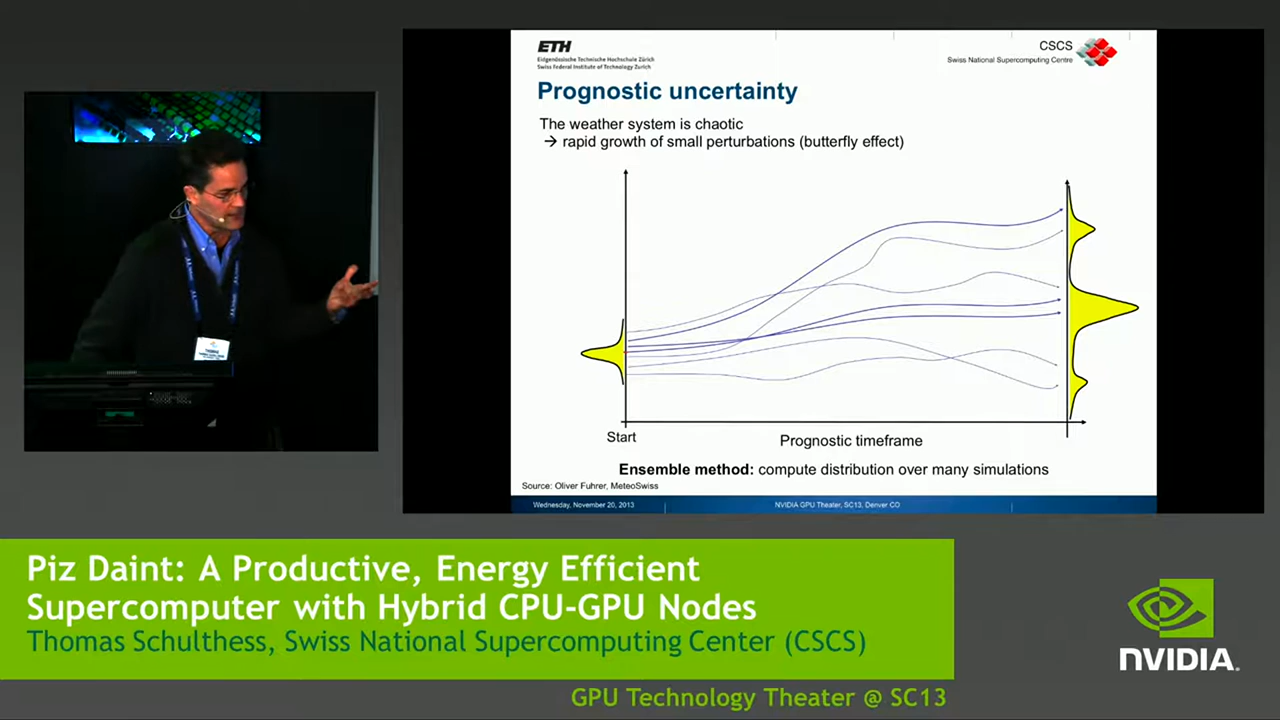 ETH
Eidgenössische Technische Hochschule Zürich
Swiss Federal Institute of Technology Zurich
CSCS
Swiss National Supercomputing Centre
Prognostic uncertainty
The weather system is chaotic
→ rapid growth of small perturbations (butterfly effect)
Start
Prognostic timeframe
Ensemble method: compute distribution over many simulations
Source: Oliver Fuhrer, MeteoSwiss
Wednesday, November 20, 2013
NVIDIA GPU Theater, SC13, Denver CO
Piz Daint: A Productive, Energy Efficient
Supercomputer with Hybrid CPU-GPU Nodes
Thomas Schulthess, Swiss National Supercomputing Center (CSCS)
NVIDIA.
GPU Technology Theater @ SC13